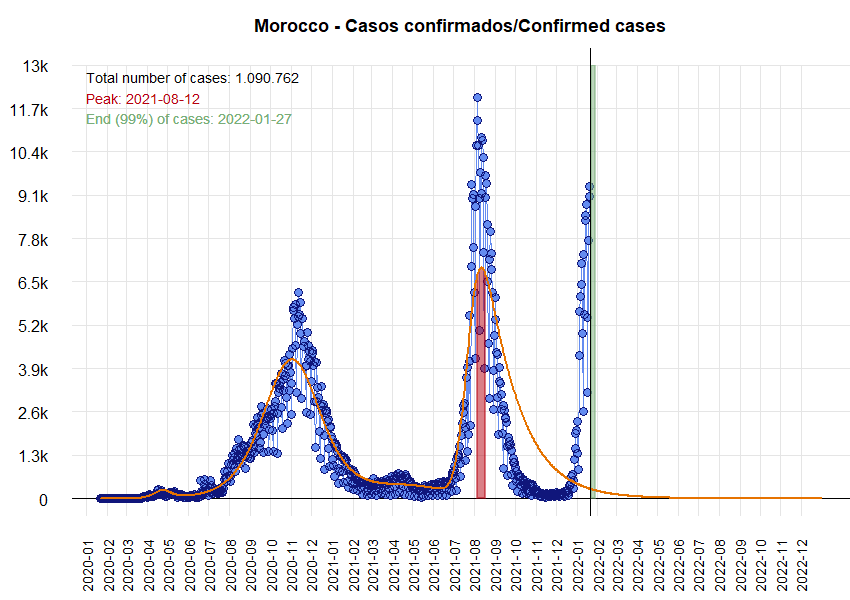 Morocco - Casos confirmados/Confirmed cases
Total number of cases: 1.090.762
Peak: 2021-08-12
End (99%) of cases: 2022-01-27
13k
11.7k
10.4k
9.1k
7.8k
6.5k
5.2k
3.9k
2.6k
1.3k
0
2020-01
2020-02
2020-03
2020-04
2020-05
2020-06
2020-07
2020-08
2020-09
2020-10
2020-11
2020-12
2021-01
2021-02
2021-03
2021-04
2021-05
2021-06
2021-07
2021-08
2021-09
2021-10
2021-11
2021-12
2022-01
2022-02
2022-03
2022-04
2022-05
2022-06
2022-07
2022-08
2022-09
2022-10
2022-11
2022-12